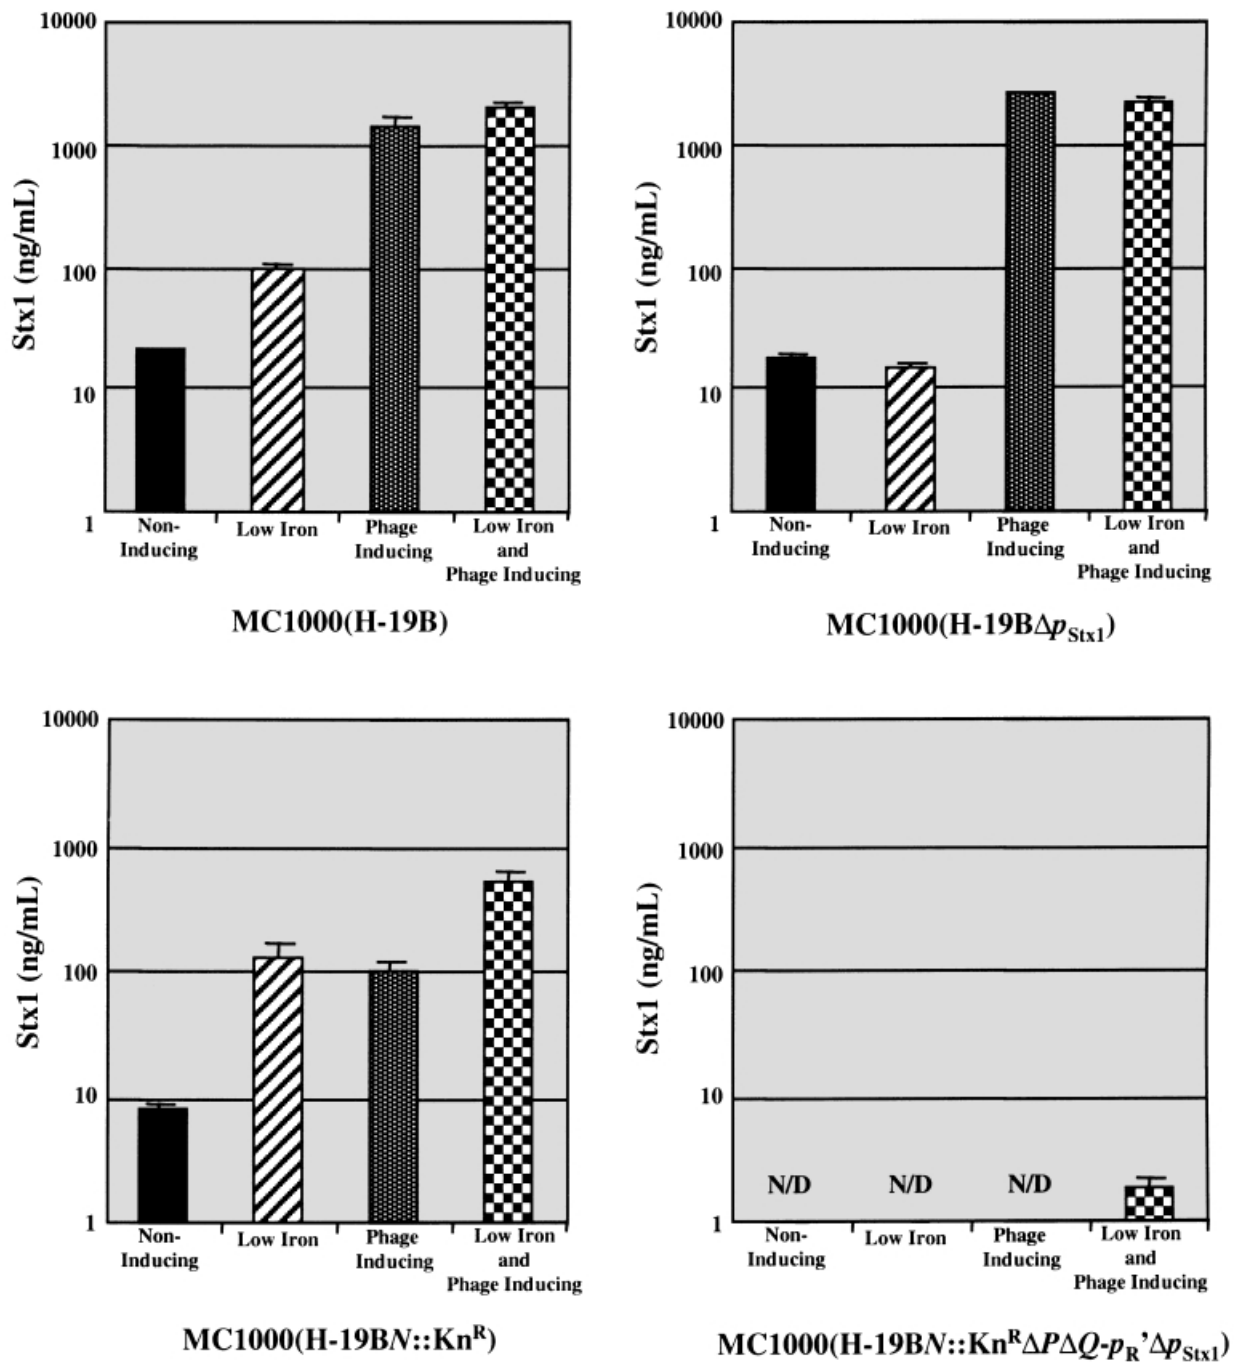 10000
1000
100
10
1
Stx1 (ng/mL)
Non-
Inducing
Low Iron
Phage
Inducing
Low Iron
and
Phage Inducing
MC1000(H-19B)
10000
1000
100
10
1
Stx1 (ng/mL)
Non-
Inducing
Low Iron
Phage
Inducing
Low Iron
and
Phage Inducing
MC1000(H-19BΔpStx1)
10000
1000
100
10
1
Stx1 (ng/mL)
Non-
Inducing
Low Iron
Phage
Inducing
Low Iron
and
Phage Inducing
MC1000(H-19BN::KnR)
10000
1000
100
10
1
Stx1 (ng/mL)
N/D N/D N/D
Non-
Inducing
Low Iron
Phage
Inducing
Low Iron
and
Phage Inducing
MC1000(H-19BN::KnRΔPΔQ-pR'ΔpStx1)